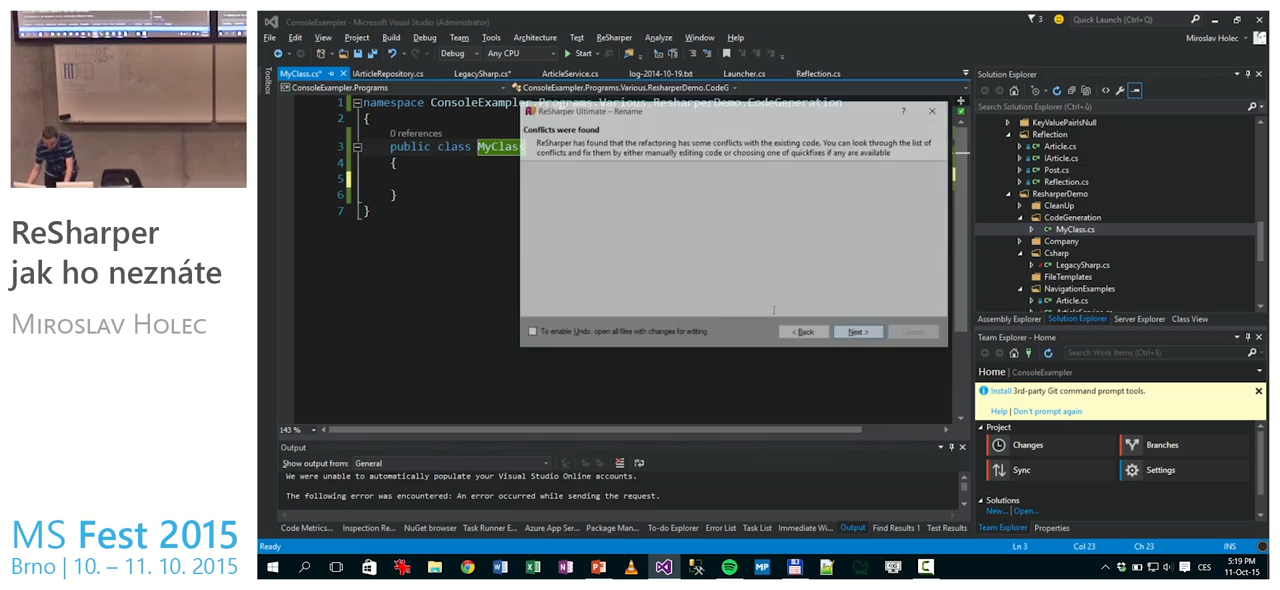 ReSharper
jak ho neznáte
MIROSLAV HOLEC
MS Fest 2015
Brno | 10. – 11. 10. 2015
ConsoleExampler - Microsoft Visual Studio (Administrator)
3
Quick Launch (Ctrl+Q)
File Edit View Project Build Debug Team Tools Architecture Test ReSharper Analyze Window Help
Miroslav Holec
Debug Any CPU Start
Toolbox
MyClass.cs* IArticleRepository.cs LegacySharp.cs* ArticleService.cs log-2014-10-19.txt Launcher.cs Reflection.cs
ConsoleExampler.Programs ConsoleExampler.Programs.Various.ResharperDemo.CodeG
1 namespace ConsoleExampler.Programs.Various.ResharperDemo.CodeGeneration
2 {
0 references
3 public class MyClass
4 {
5
6 }
7 }
ReSharper Ultimate – Rename
Conflicts were found
ReSharper has found that the refactoring has some conflicts with the existing code. You can look through the list of
conflicts and fix them by either manually editing code or choosing one of quickfixes if any are available
To enable Undo, open all files with changes for editing
< Back Next >
143 %
Output
Show output from: General
We were unable to automatically populate your Visual Studio Online accounts.
The following error was encountered: An error occurred while sending the request.
Code Metrics... Inspection Re... NuGet browser Task Runner E... Azure App Ser... Package Man... To-do Explorer Error List Task List Immediate Wi... Output Find Results 1 Test Results
Solution Explorer
Search Solution Explorer (Ctrl+ů)
KeyValuePairIsNull
Reflection
Article.cs
IArticle.cs
Post.cs
Reflection.cs
ResharperDemo
CleanUp
CodeGeneration
MyClass.cs
Company
Csharp
LegacySharp.cs
FileTemplates
NavigationExamples
Article.cs
ArticleService.cs
Assembly Explorer Solution Explorer Server Explorer Class View
Team Explorer - Home
Search Work Items (Ctrl+š)
Home | ConsoleExampler
Install 3rd-party Git command prompt tools.
Help | Don't prompt again
Project
Changes Branches
Sync Settings
Solutions
New... Open...
Team Explorer Properties
Ready Ln 3 Col 23 Ch 23 INS
CES
5:19 PM
11-Oct-15